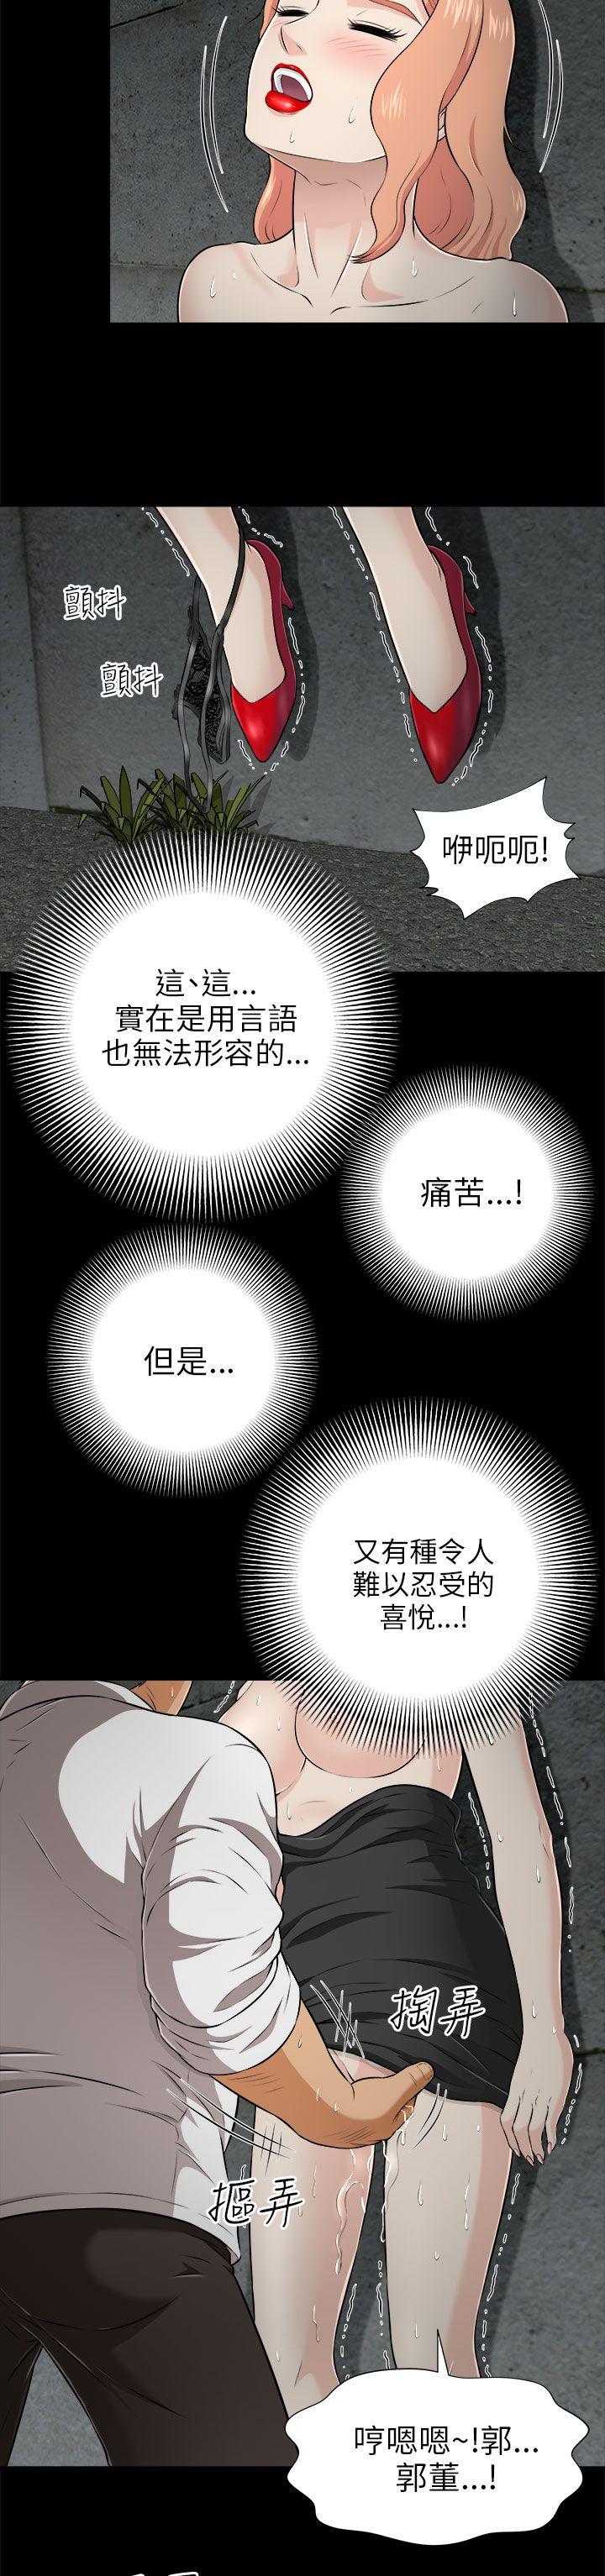 顫抖
顫抖
咿呃呃!
這、這...
實在是用言語
也無法形容的...
痛苦...!
但是...
又有種令人
難以忍受的
喜悅...!
掏弄
摳弄
哼嗯嗯~!郭...
郭董...!